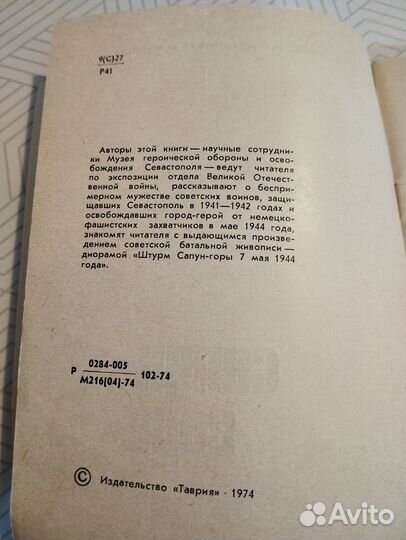 9(С)27
Р41
Авторы этой книги — научные сотрудни-
ки Музея героической обороны и осво-
бождения Севастополя — ведут читателя
по экспозиции отдела Великой Отечест-
венной войны, рассказывают о беспри-
мерном мужестве советских воинов, защи-
щавших Севастополь в 1941—1942 годах и
освобождавших город-герой от немецко-
фашистских захватчиков в мае 1944 года,
знакомят читателя с выдающимся произве-
дением советской батальной живописи —
диорамой «Штурм Сапун-горы 7 мая 1944
года».
Р 0284-005 102-74
М216(04)-74
© Издательство «Таврия» · 1974
Avito